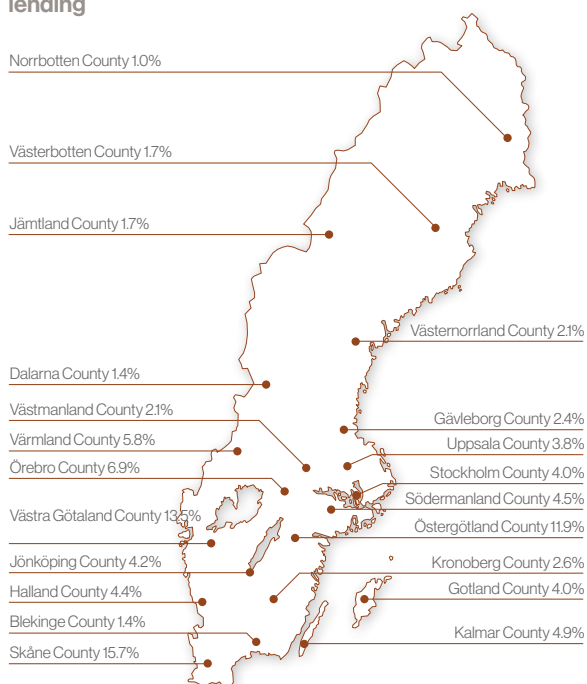 lending
Norrbotten County 1.0%
Västerbotten County 1.7%
Jämtland County 1.7%
Västernorrland County 2.1%
Dalarna County 1.4%
Västmanland County 2.1%
Gävleborg County 2.4%
Värmland County 5.8%
Uppsala County 3.8%
Örebro County 6.9%
Stockholm County 4.0%
Södermanland County 4.5%
Västra Götaland County 13.5%
Östergötland County 11.9%
Jönköping County 4.2%
Kronoberg County 2.6%
Halland County 4.4%
Gotland County 4.0%
Blekinge County 1.4%
Kalmar County 4.9%
Skåne County 15.7%